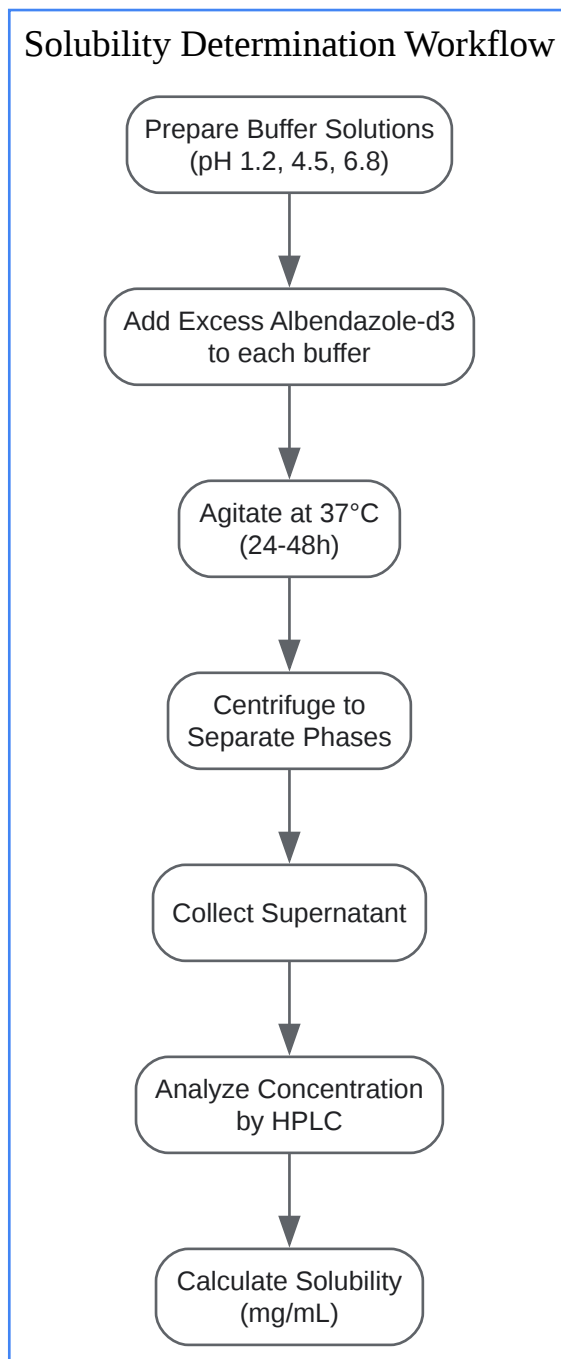 Solubility Determination Workflow
Prepare Buffer Solutions
(pH 1.2, 4.5, 6.8)
Add Excess Albendazole-d3
to each buffer
Agitate at 37°C
(24-48h)
Centrifuge to
Separate Phases
Collect Supernatant
Analyze Concentration
by HPLC
Calculate Solubility
(mg/mL)